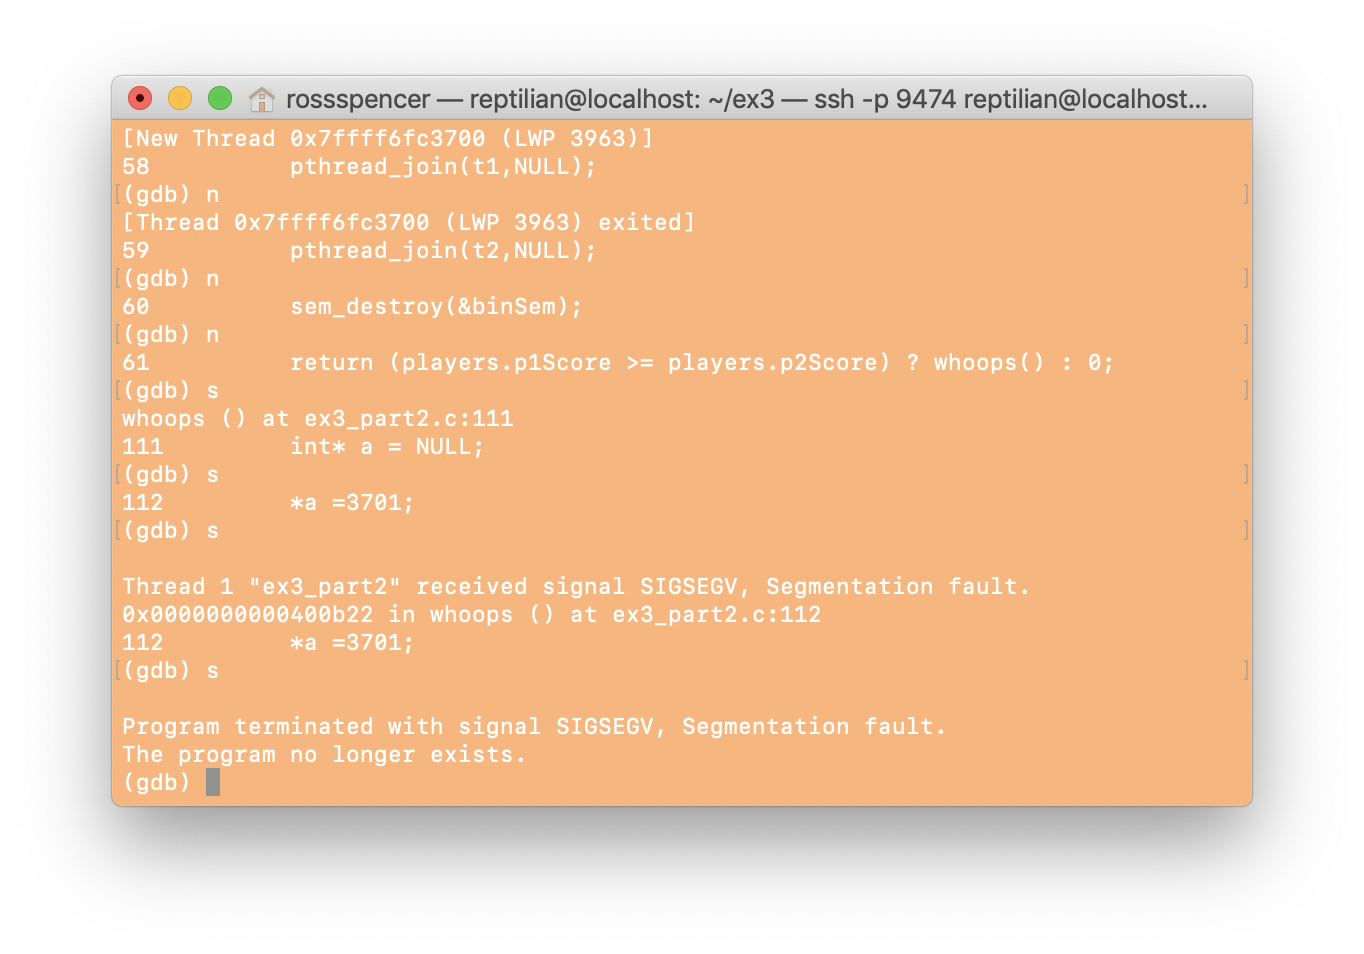 rossspencer — reptilian@localhost: ~/ex3 — ssh -p 9474 reptilian@localhost...
[New Thread 0x7ffff6fc3700 (LWP 3963)]
58          pthread_join(t1,NULL);
[(gdb) n ]
[Thread 0x7ffff6fc3700 (LWP 3963) exited]
59          pthread_join(t2,NULL);
[(gdb) n ]
60          sem_destroy(&binSem);
[(gdb) n ]
61          return (players.p1Score >= players.p2Score) ? whoops() : 0;
[(gdb) s ]
whoops () at ex3_part2.c:111
111         int* a = NULL;
[(gdb) s ]
112         *a =3701;
[(gdb) s ]
Thread 1 "ex3_part2" received signal SIGSEGV, Segmentation fault.
0x0000000000400b22 in whoops () at ex3_part2.c:112
112         *a =3701;
[(gdb) s ]
Program terminated with signal SIGSEGV, Segmentation fault.
The program no longer exists.
(gdb)